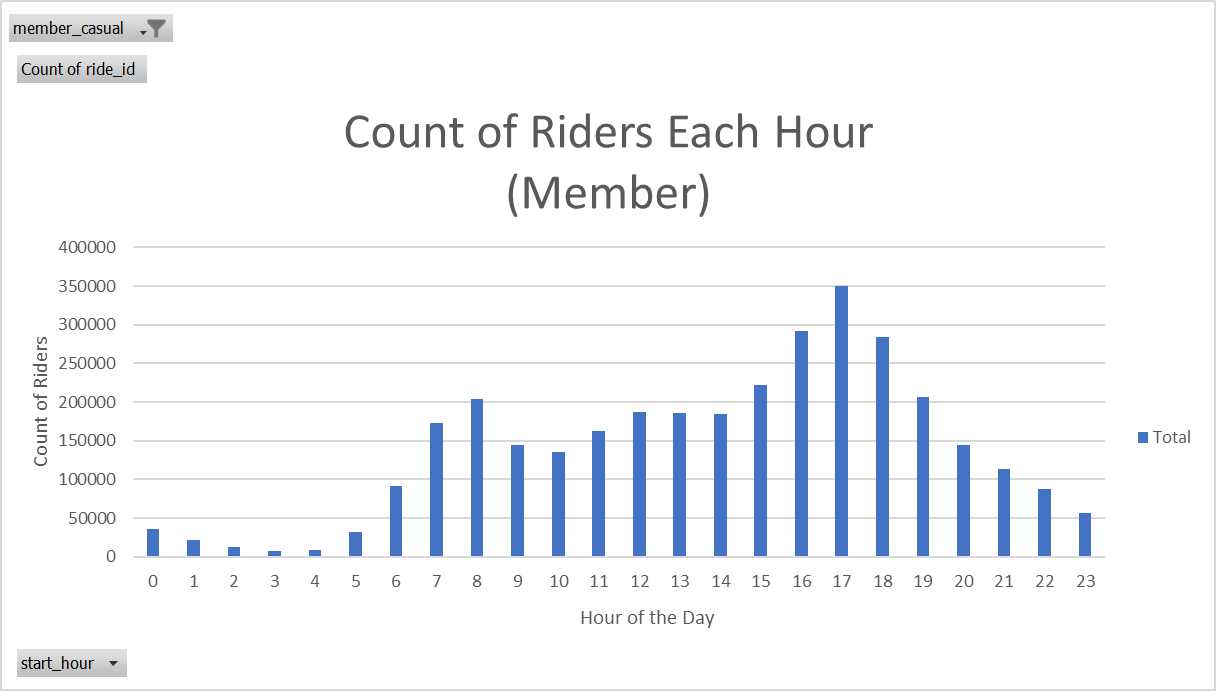 member_casual
Count of ride_id
Count of Riders Each Hour
(Member)
400000
350000
300000
250000
200000
150000
100000
50000
0
Count of Riders
0 1 2 3 4 5 6 7 8 9 10 11 12 13 14 15 16 17 18 19 20 21 22 23
Hour of the Day
Total
start_hour